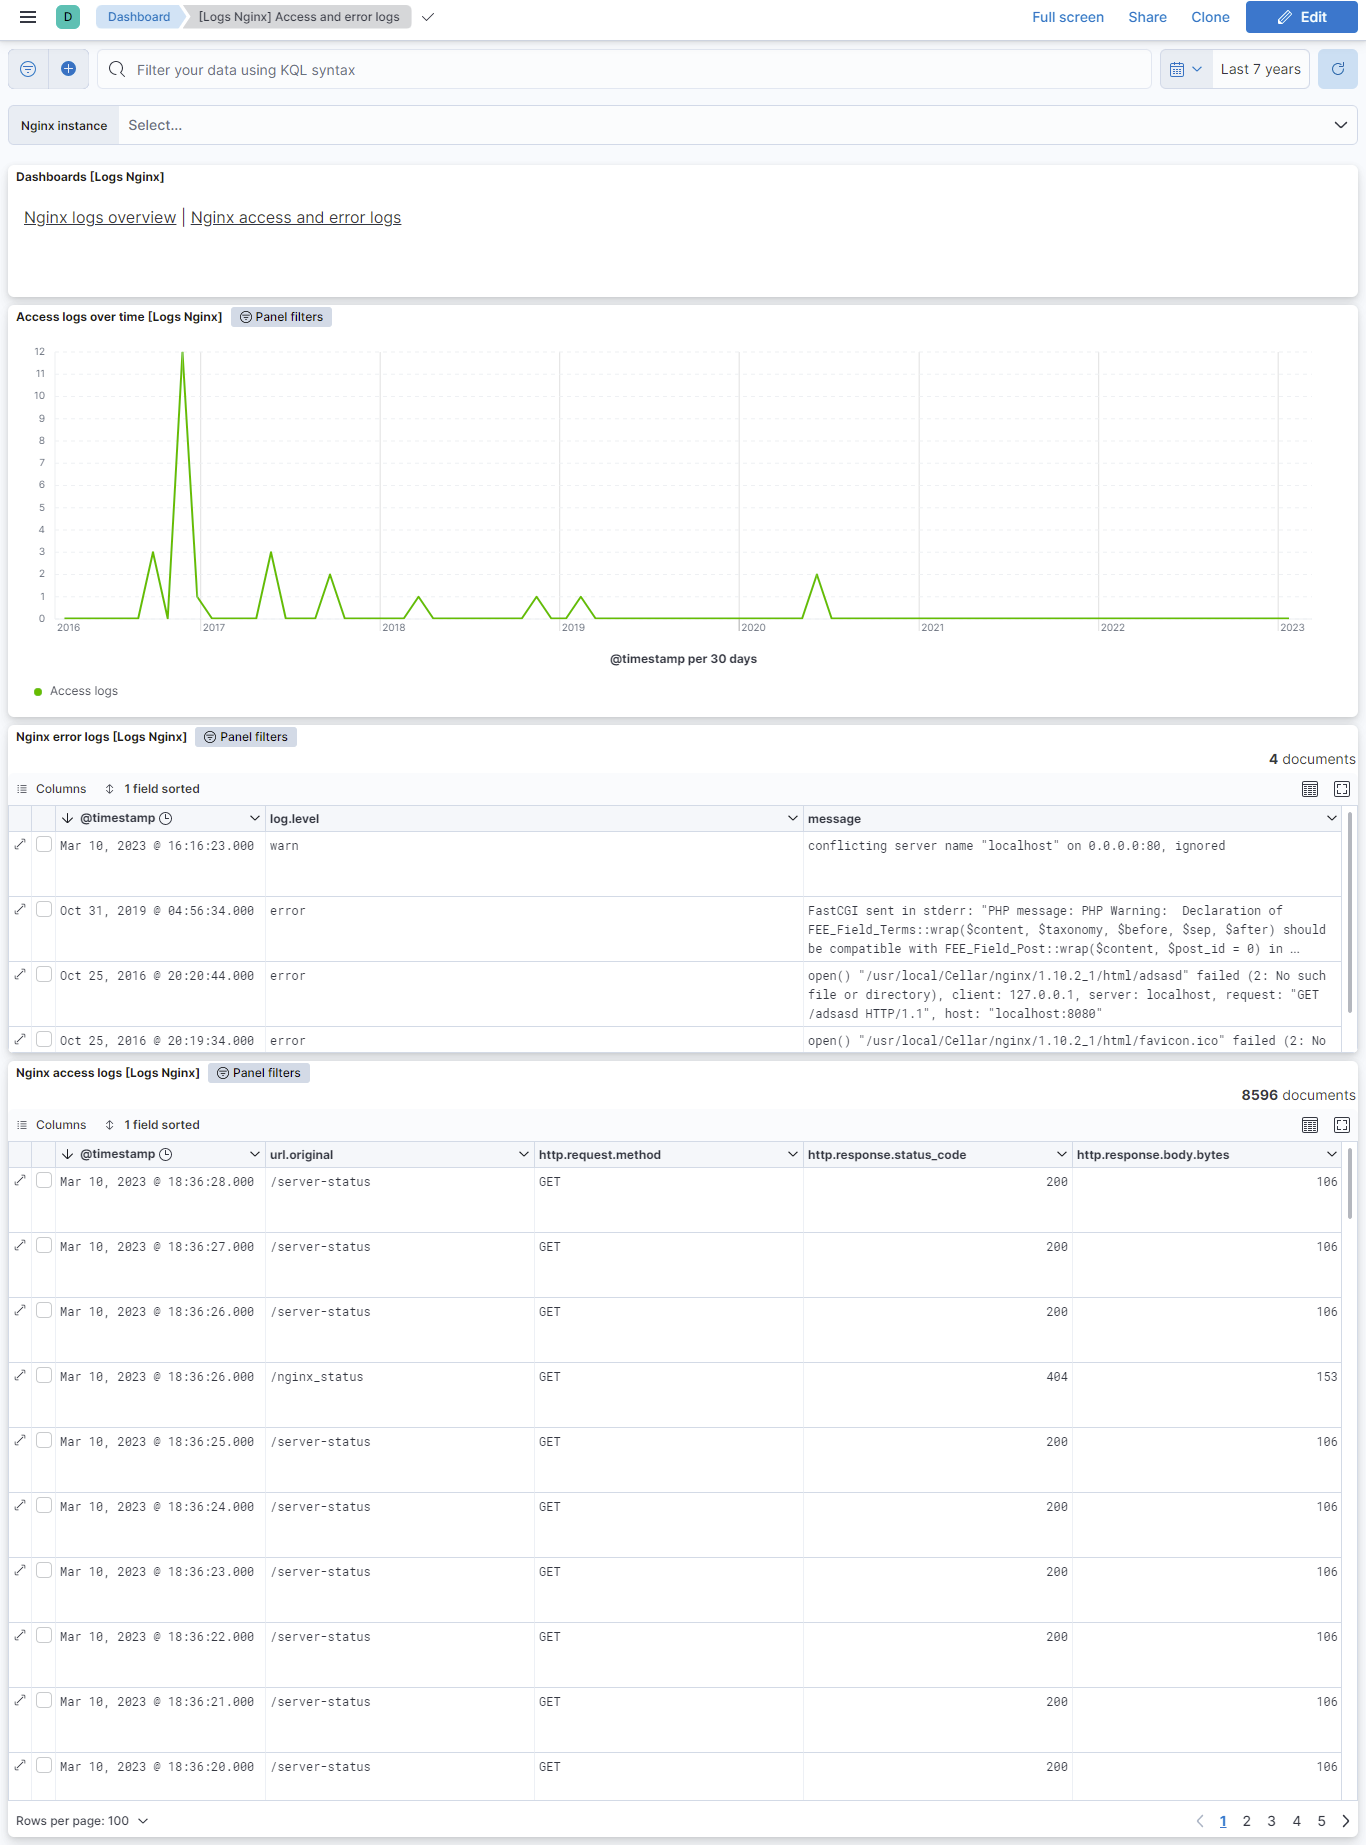 D Dashboard [Logs Nginx] Access and error logs Full screen Share Clone Edit
Filter your data using KQL syntax Last 7 years
Nginx instance Select...
Dashboards [Logs Nginx]
Nginx logs overview | Nginx access and error logs
Access logs over time [Logs Nginx] Panel filters
12
11
10
9
8
7
6
5
4
3
2
1
0
2016 2017 2018 2019 2020 2021 2022 2023
@timestamp per 30 days
Access logs
Nginx error logs [Logs Nginx] Panel filters
4 documents
Columns 1 field sorted
@timestamp log.level message
Mar 10, 2023 @ 16:16:23.000 warn conflicting server name "localhost" on 0.0.0.0:80, ignored
Oct 31, 2019 @ 04:56:34.000 error FastCGI sent in stderr: "PHP message: PHP Warning:  Declaration of
FEE_Field_Terms::wrap($content, $taxonomy, $before, $sep, $after) should
be compatible with FEE_Field_Post::wrap($content, $post_id = 0) in …
Oct 25, 2016 @ 20:20:44.000 error open() "/usr/local/Cellar/nginx/1.10.2_1/html/adsasd" failed (2: No such
file or directory), client: 127.0.0.1, server: localhost, request: "GET
/adsasd HTTP/1.1", host: "localhost:8080"
Oct 25, 2016 @ 20:19:34.000 error open() "/usr/local/Cellar/nginx/1.10.2_1/html/favicon.ico" failed (2: No
Nginx access logs [Logs Nginx] Panel filters
8596 documents
Columns 1 field sorted
@timestamp url.original http.request.method http.response.status_code http.response.body.bytes
Mar 10, 2023 @ 18:36:28.000 /server-status GET 200 106
Mar 10, 2023 @ 18:36:27.000 /server-status GET 200 106
Mar 10, 2023 @ 18:36:26.000 /server-status GET 200 106
Mar 10, 2023 @ 18:36:26.000 /nginx_status GET 404 153
Mar 10, 2023 @ 18:36:25.000 /server-status GET 200 106
Mar 10, 2023 @ 18:36:24.000 /server-status GET 200 106
Mar 10, 2023 @ 18:36:23.000 /server-status GET 200 106
Mar 10, 2023 @ 18:36:22.000 /server-status GET 200 106
Mar 10, 2023 @ 18:36:21.000 /server-status GET 200 106
Mar 10, 2023 @ 18:36:20.000 /server-status GET 200 106
Rows per page: 100 1 2 3 4 5